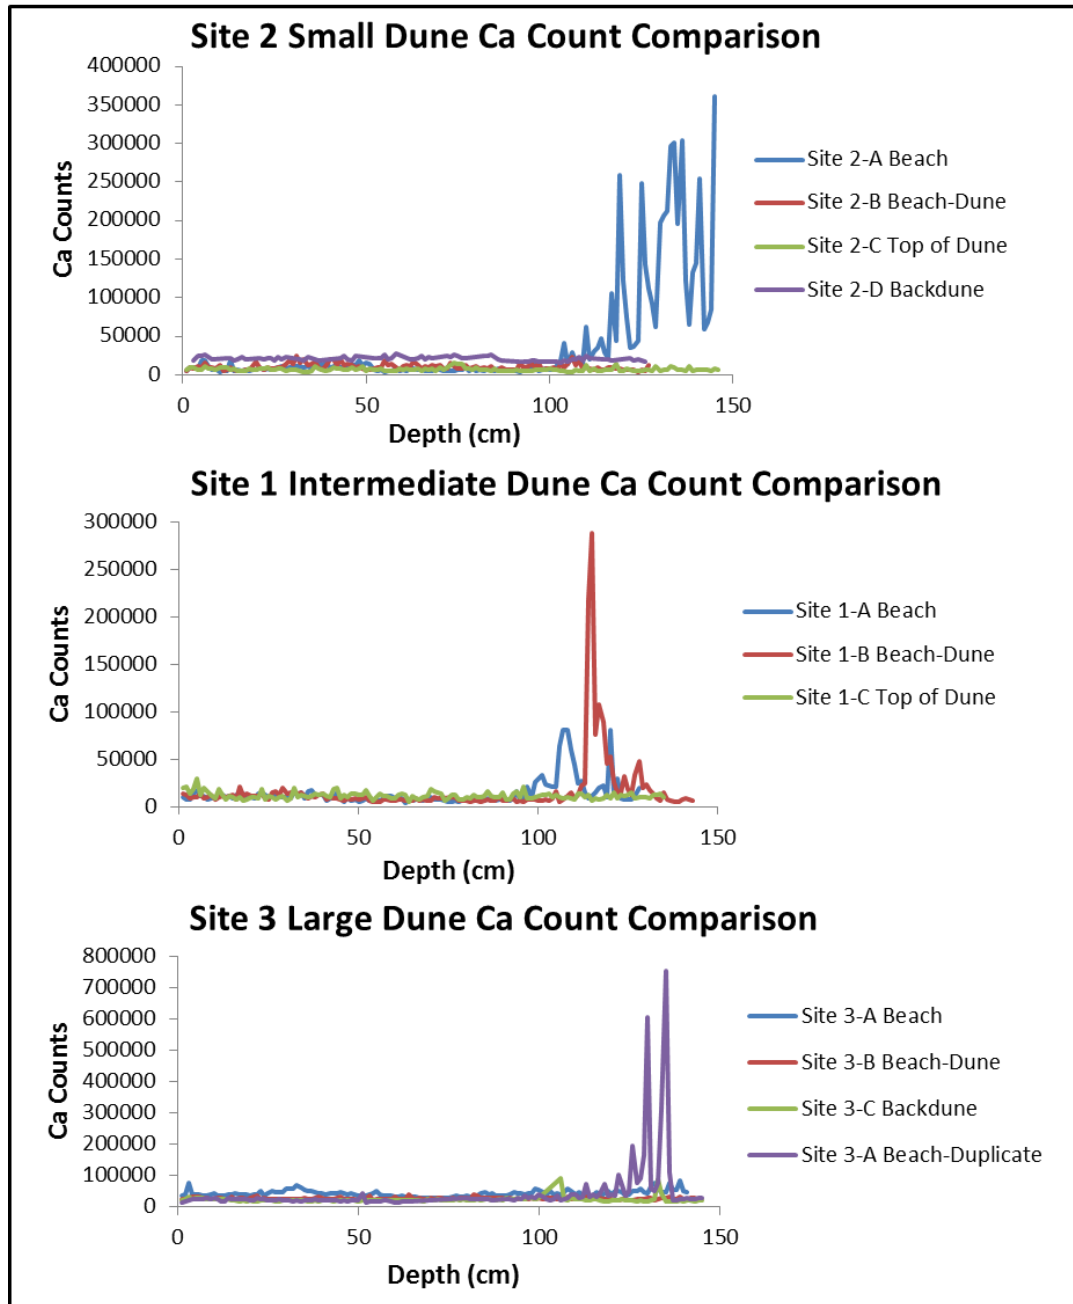 Site 2 Small Dune Ca Count Comparison
400000
350000
300000
250000
200000
150000
100000
50000
0
Ca Counts
0 50 100 150
Depth (cm)
Site 2-A Beach
Site 2-B Beach-Dune
Site 2-C Top of Dune
Site 2-D Backdune
Site 1 Intermediate Dune Ca Count Comparison
300000
250000
200000
150000
100000
50000
0
Ca Counts
0 50 100 150
Depth (cm)
Site 1-A Beach
Site 1-B Beach-Dune
Site 1-C Top of Dune
Site 3 Large Dune Ca Count Comparison
800000
700000
600000
500000
400000
300000
200000
100000
0
Ca Counts
0 50 100 150
Depth (cm)
Site 3-A Beach
Site 3-B Beach-Dune
Site 3-C Backdune
Site 3-A Beach-Duplicate